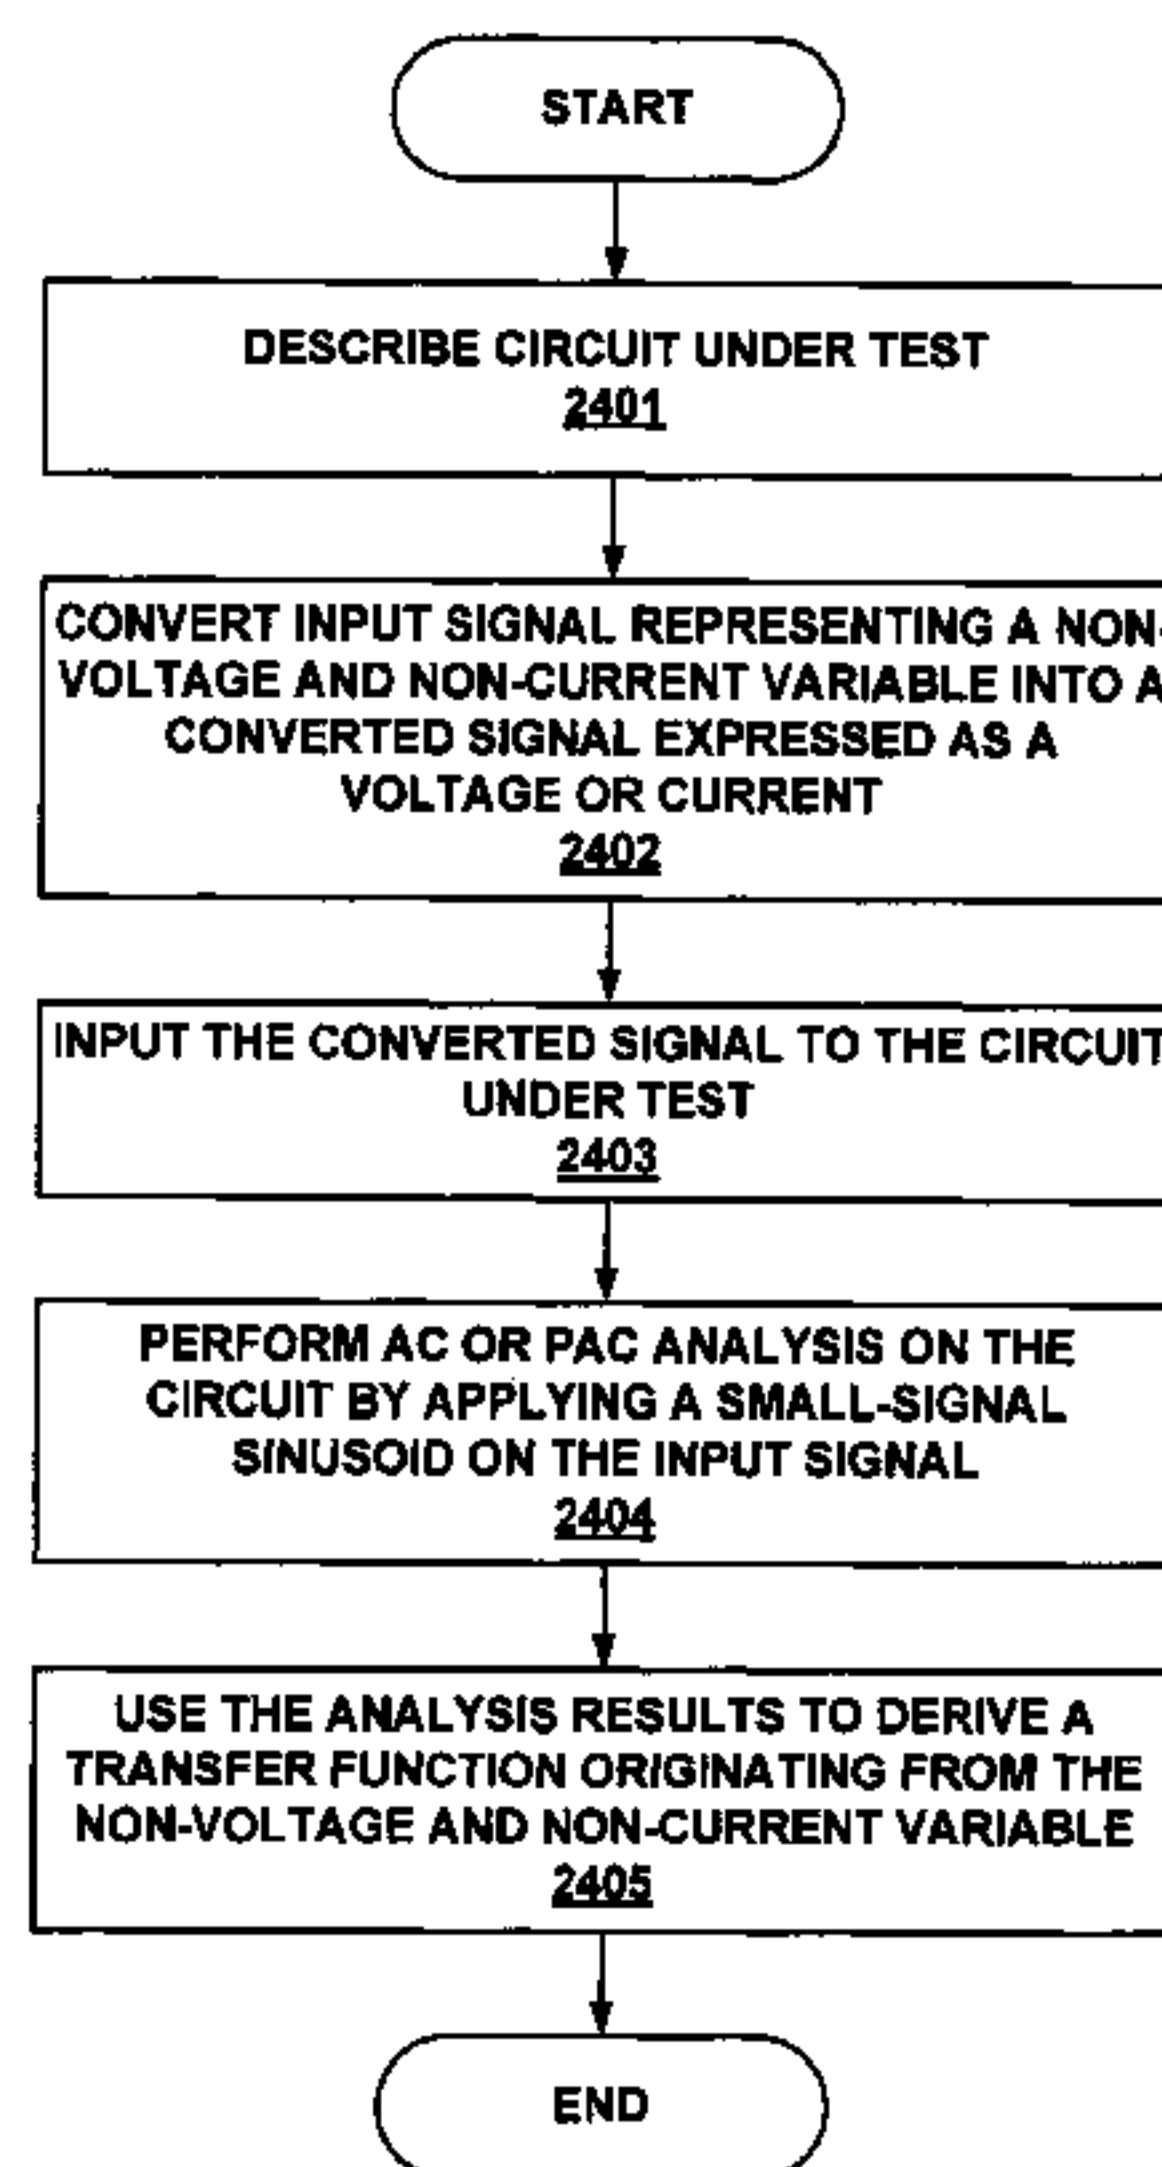 START
DESCRIBE CIRCUIT UNDER TEST
2401
CONVERT INPUT SIGNAL REPRESENTING A NON-
VOLTAGE AND NON-CURRENT VARIABLE INTO A
CONVERTED SIGNAL EXPRESSED AS A
VOLTAGE OR CURRENT
2402
INPUT THE CONVERTED SIGNAL TO THE CIRCUIT
UNDER TEST
2403
PERFORM AC OR PAC ANALYSIS ON THE
CIRCUIT BY APPLYING A SMALL-SIGNAL
SINUSOID ON THE INPUT SIGNAL
2404
USE THE ANALYSIS RESULTS TO DERIVE A
TRANSFER FUNCTION ORIGINATING FROM THE
NON-VOLTAGE AND NON-CURRENT VARIABLE
2405
END